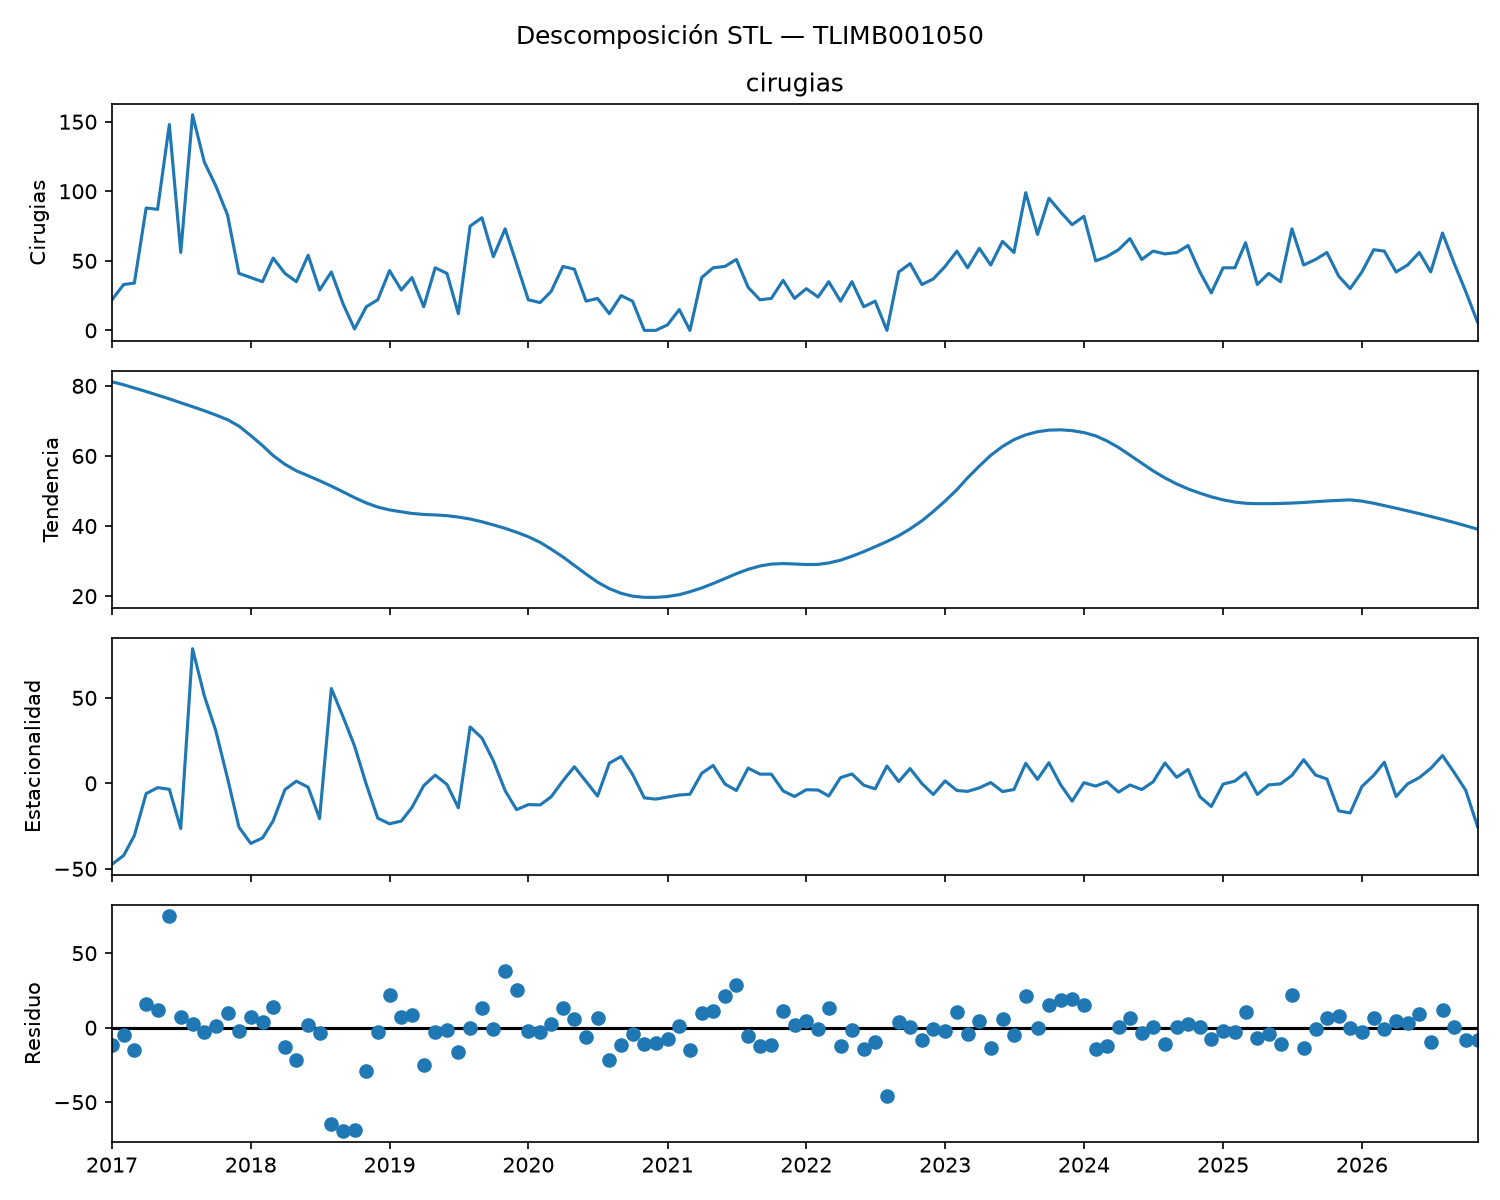 Descomposición STL — TLIMB001050
cirugias
150
100
50
0
Cirugias
80
60
40
20
Tendencia
50
0
−50
Estacionalidad
50
0
−50
Residuo
2017 2018 2019 2020 2021 2022 2023 2024 2025 2026